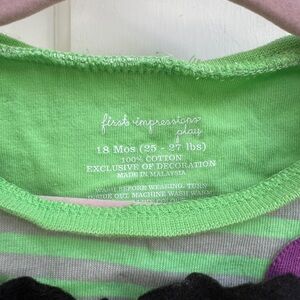 first impressions
play
18 Mos (25 - 27 lbs)
100% COTTON
EXCLUSIVE OF DECORATION
MADE IN MALAYSIA
BEFORE WEARING. TURN
MACHINE WASH WARM